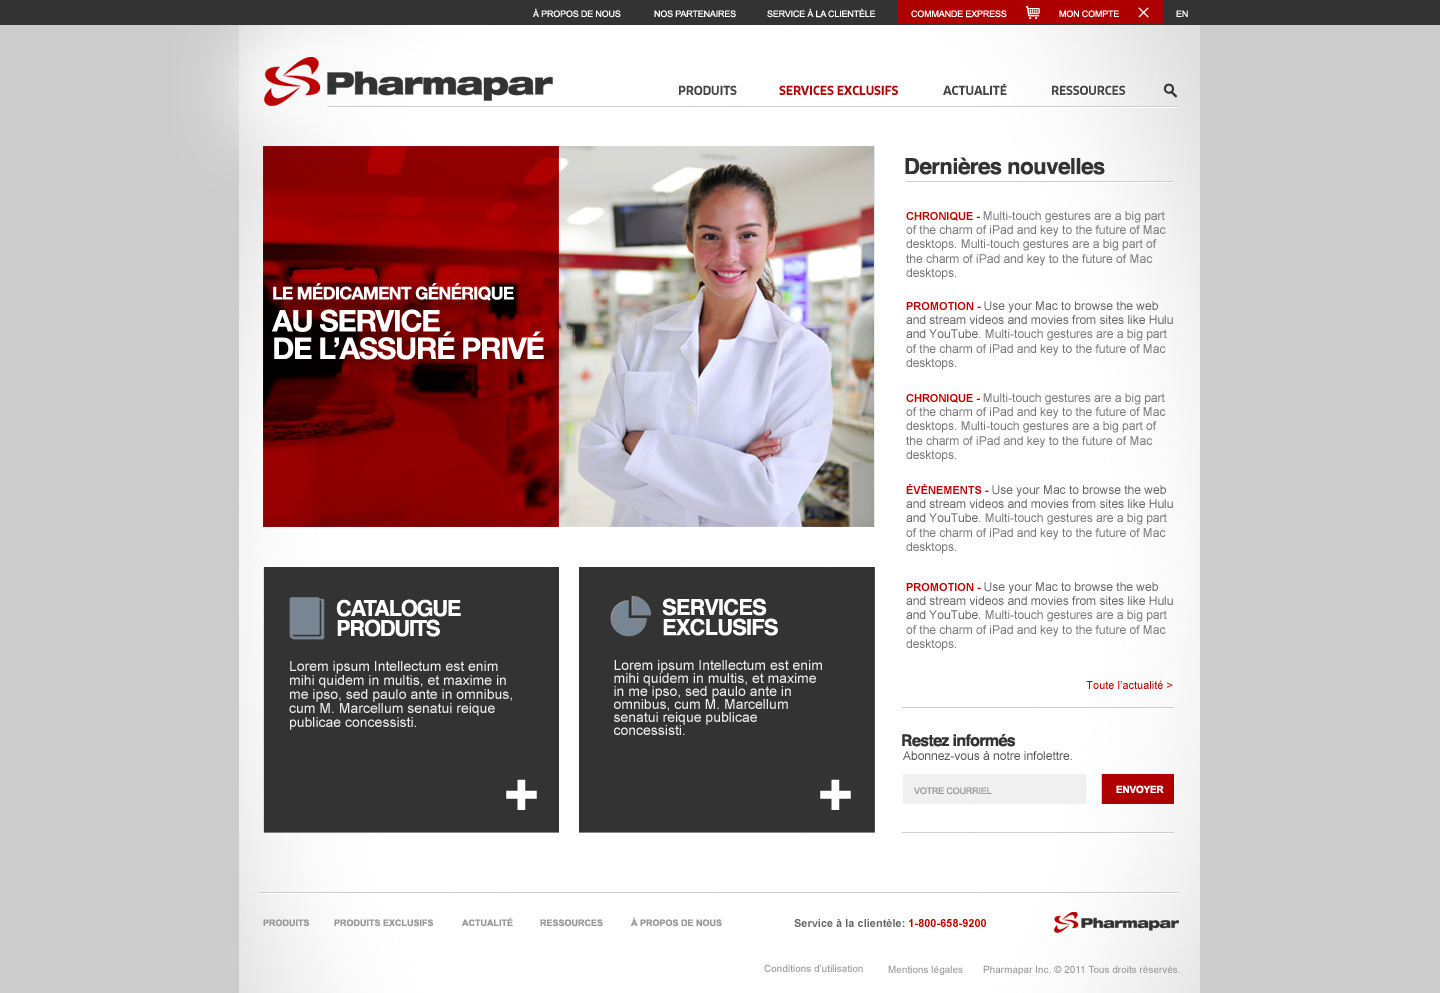 À PROPOS DE NOUS
NOS PARTENAIRES
SERVICE À LA CLIENTÈLE
COMMANDE EXPRESS
MON COMPTE
EN
Pharmapar
PRODUITS
SERVICES EXCLUSIFS
ACTUALITÉ
RESSOURCES
LE MÉDICAMENT GÉNÉRIQUE
AU SERVICE
DE L'ASSURÉ PRIVÉ
Dernières nouvelles
CHRONIQUE - Multi-touch gestures are a big part
of the charm of iPad and key to the future of Mac
desktops. Multi-touch gestures are a big part of
the charm of iPad and key to the future of Mac
desktops.
PROMOTION - Use your Mac to browse the web
and stream videos and movies from sites like Hulu
and YouTube. Multi-touch gestures are a big part
of the charm of iPad and key to the future of Mac
desktops.
CHRONIQUE - Multi-touch gestures are a big part
of the charm of iPad and key to the future of Mac
desktops. Multi-touch gestures are a big part of
the charm of iPad and key to the future of Mac
desktops.
ÉVÉNEMENTS - Use your Mac to browse the web
and stream videos and movies from sites like Hulu
and YouTube. Multi-touch gestures are a big part
of the charm of iPad and key to the future of Mac
desktops.
PROMOTION - Use your Mac to browse the web
and stream videos and movies from sites like Hulu
and YouTube. Multi-touch gestures are a big part
of the charm of iPad and key to the future of Mac
desktops.
Toute l'actualité >
CATALOGUE
PRODUITS
Lorem ipsum Intellectum est enim
mihi quidem in multis, et maxime in
me ipso, sed paulo ante in omnibus,
cum M. Marcellum senatui reique
publicae concessisti.
SERVICES
EXCLUSIFS
Lorem ipsum Intellectum est enim
mihi quidem in multis, et maxime
in me ipso, sed paulo ante in
omnibus, cum M. Marcellum
senatui reique publicae
concessisti.
Restez informés
Abonnez-vous à notre infolettre.
VOTRE COURRIEL
ENVOYER
PRODUITS
PRODUITS EXCLUSIFS
ACTUALITÉ
RESSOURCES
À PROPOS DE NOUS
Service à la clientèle: 1-800-658-9200
Pharmapar
Conditions d'utilisation
Mentions légales
Pharmapar Inc. © 2011 Tous droits réservés.